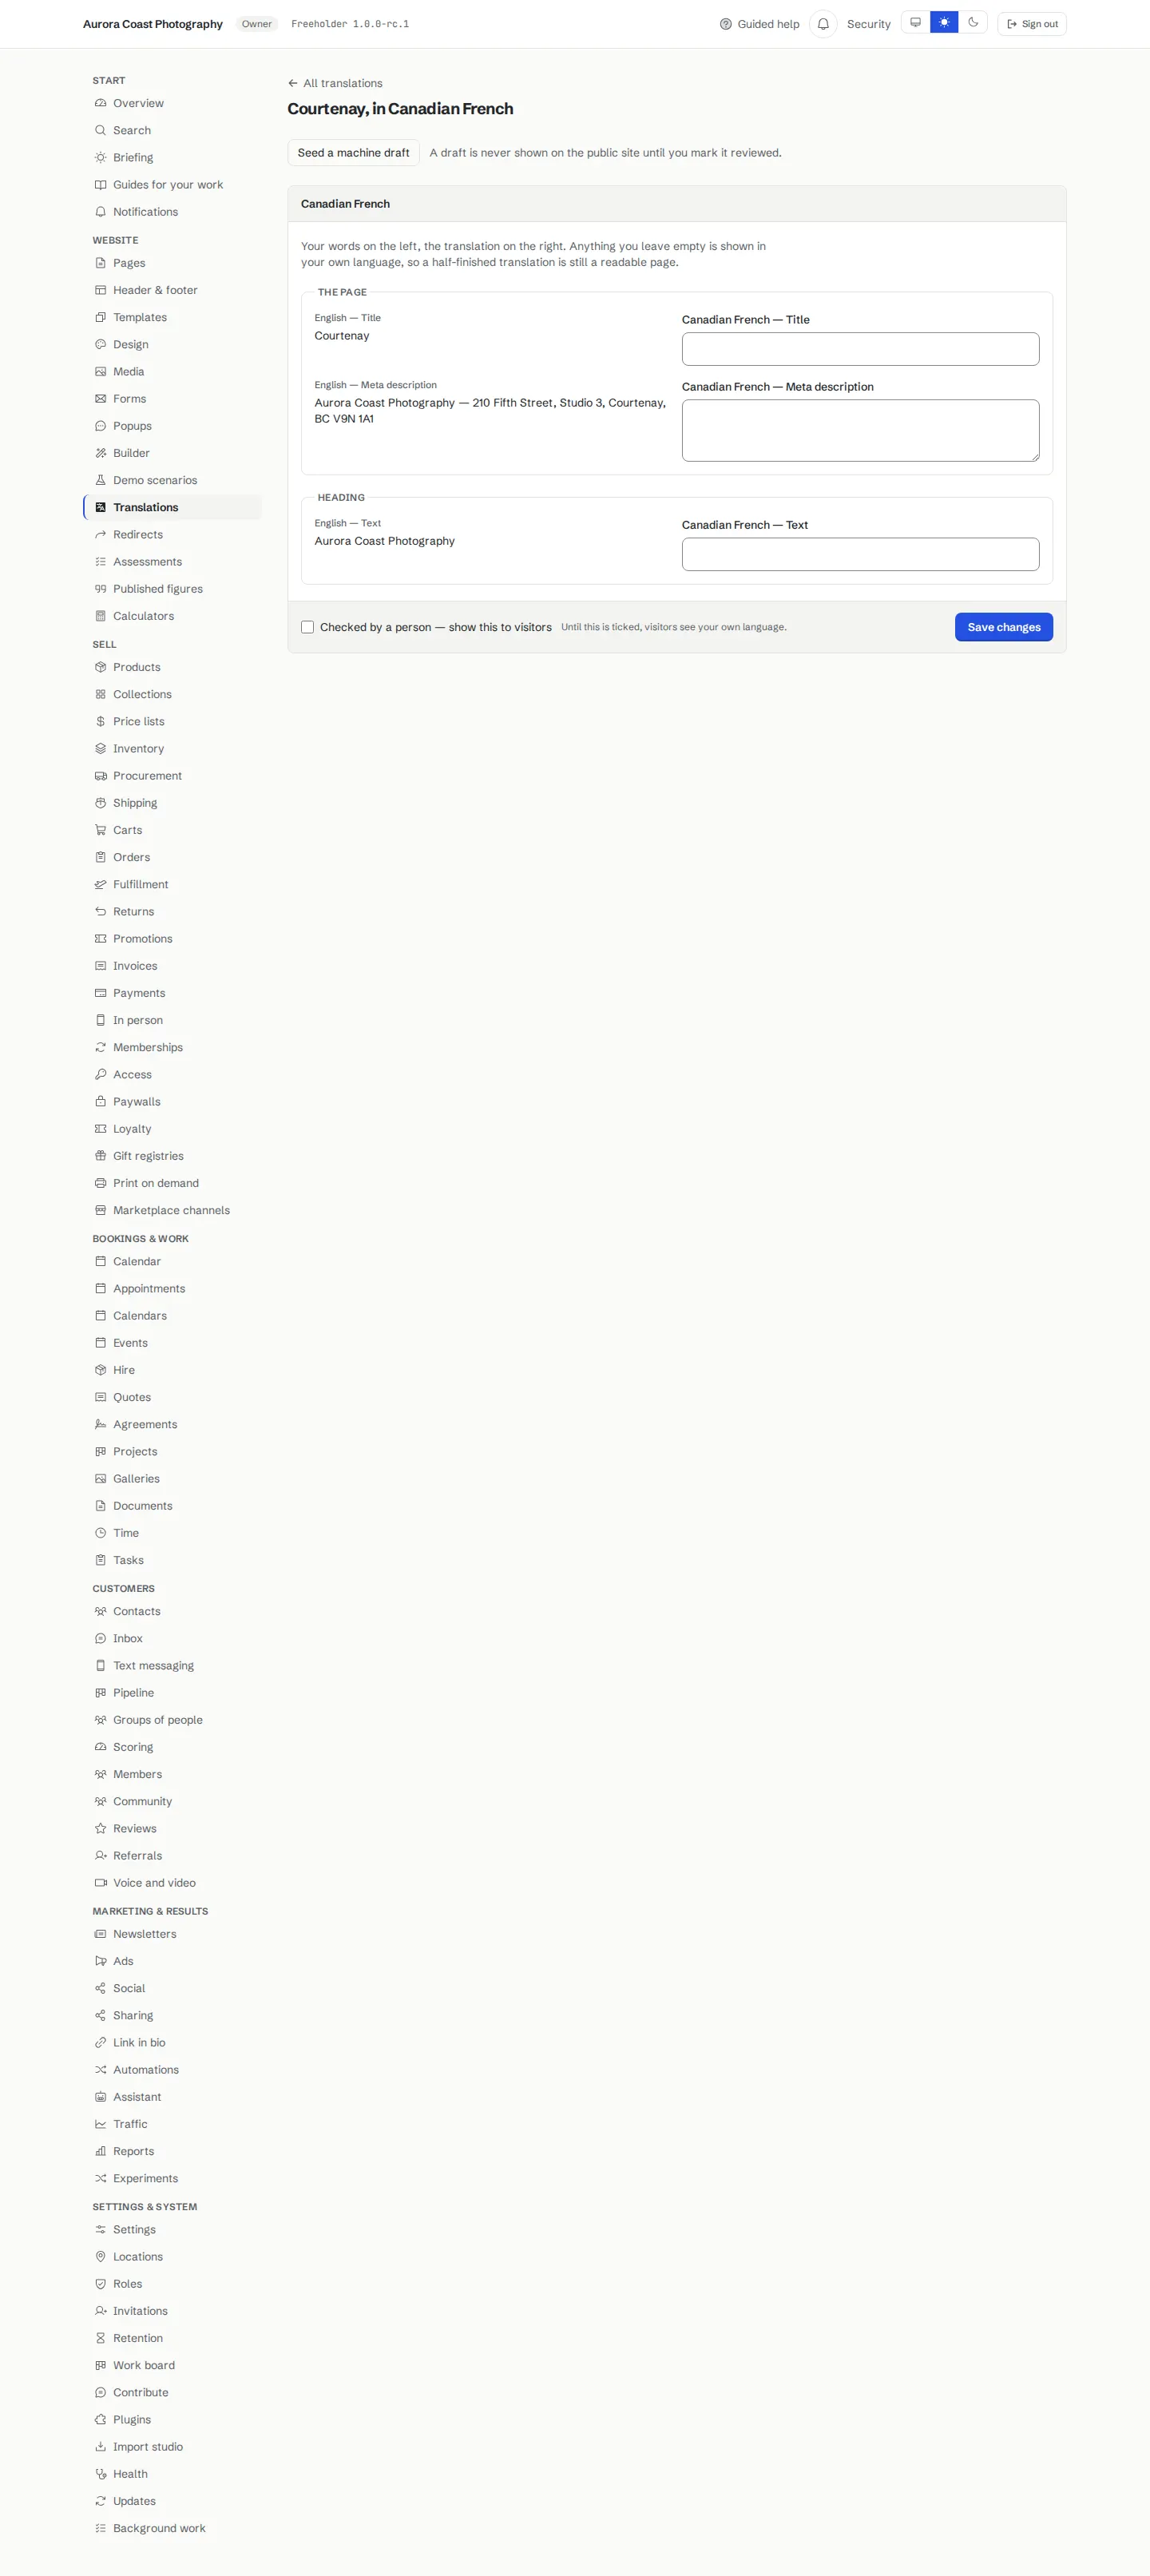 Aurora Coast Photography Owner Freeholder 1.0.0-rc.1 Guided help Security Sign out
START
Overview
Search
Briefing
Guides for your work
Notifications
WEBSITE
Pages
Header & footer
Templates
Design
Media
Forms
Popups
Builder
Demo scenarios
Translations
Redirects
Assessments
Published figures
Calculators
SELL
Products
Collections
Price lists
Inventory
Procurement
Shipping
Carts
Orders
Fulfillment
Returns
Promotions
Invoices
Payments
In person
Memberships
Access
Paywalls
Loyalty
Gift registries
Print on demand
Marketplace channels
BOOKINGS & WORK
Calendar
Appointments
Calendars
Events
Hire
Quotes
Agreements
Projects
Galleries
Documents
Time
Tasks
CUSTOMERS
Contacts
Inbox
Text messaging
Pipeline
Groups of people
Scoring
Members
Community
Reviews
Referrals
Voice and video
MARKETING & RESULTS
Newsletters
Ads
Social
Sharing
Link in bio
Automations
Assistant
Traffic
Reports
Experiments
SETTINGS & SYSTEM
Settings
Locations
Roles
Invitations
Retention
Work board
Contribute
Plugins
Import studio
Health
Updates
Background work
← All translations
Courtenay, in Canadian French
Seed a machine draft A draft is never shown on the public site until you mark it reviewed.
Canadian French
Your words on the left, the translation on the right. Anything you leave empty is shown in
your own language, so a half-finished translation is still a readable page.
THE PAGE
English — Title
Courtenay
Canadian French — Title
English — Meta description
Aurora Coast Photography — 210 Fifth Street, Studio 3, Courtenay,
BC V9N 1A1
Canadian French — Meta description
HEADING
English — Text
Aurora Coast Photography
Canadian French — Text
Checked by a person — show this to visitors Until this is ticked, visitors see your own language. Save changes